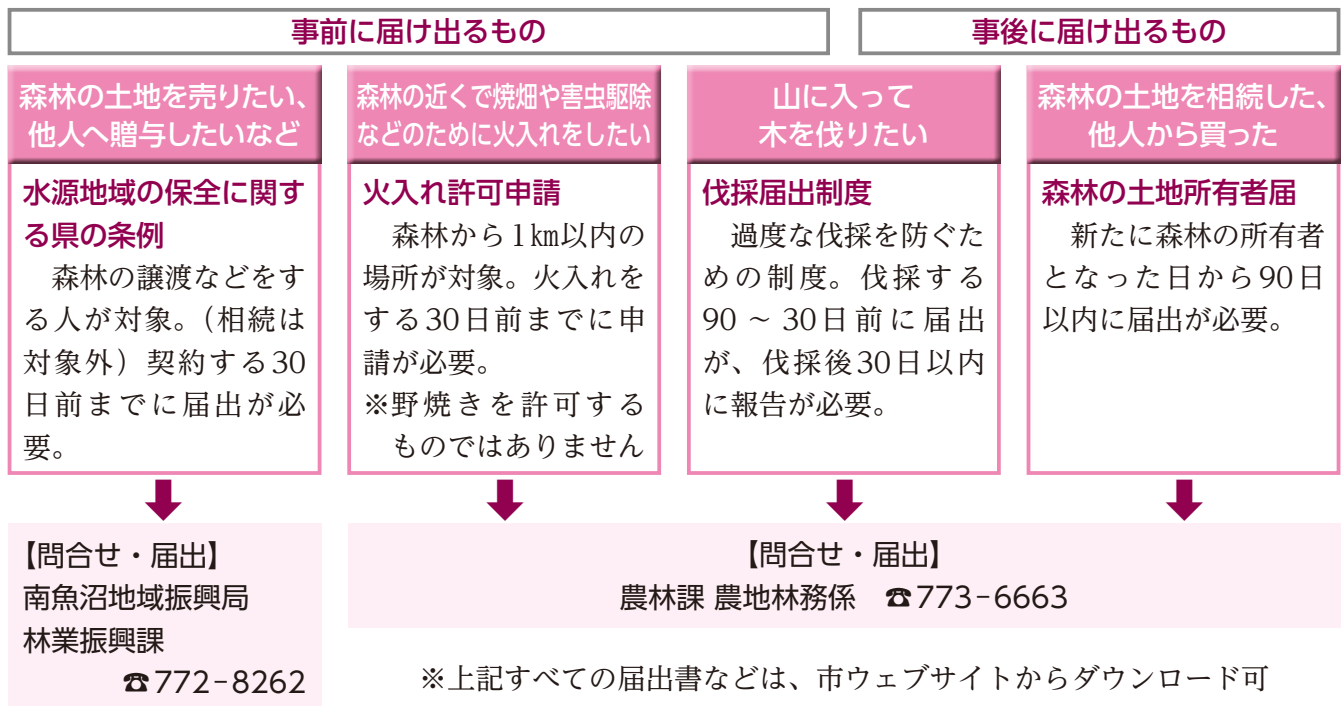 事前に届け出るもの
事後に届け出るもの
森林の土地を売りたい、
他人へ贈与したいなど
水源地域の保全に関す
る県の条例
森林の譲渡などをす
る人が対象。（相続は
対象外）契約する30
日前までに届出が必
要。
森林の近くで焼畑や害虫駆除
などのために火入れをしたい
火入れ許可申請
森林から1㎞以内の
場所が対象。火入れを
する30日前までに申
請が必要。
※野焼きを許可する
ものではありません
山に入って
木を伐りたい
伐採届出制度
過度な伐採を防ぐた
めの制度。伐採する
90～30日前に届出
が、伐採後30日以内
に報告が必要。
森林の土地を相続した、
他人から買った
森林の土地所有者届
新たに森林の所有者
となった日から90日
以内に届出が必要。
【問合せ・届出】
南魚沼地域振興局
林業振興課
☎772-8262
【問合せ・届出】
農林課 農地林務係 ☎773-6663
※上記すべての届出書などは、市ウェブサイトからダウンロード可